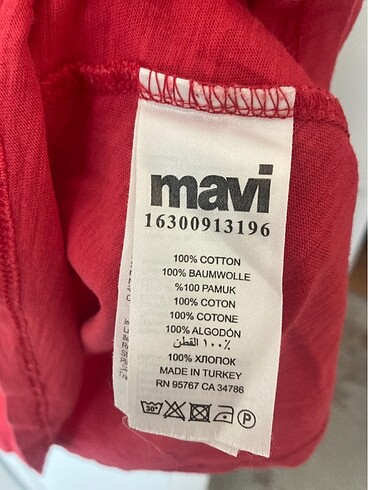 mavi
16300913196
100% COTTON
100% BAUMWOLLE
%100 PAMUK
100% COTON
100% COTONE
100% ALGODÓN
١٠٠٪ القطن
100% ХЛОПОК
MADE IN TURKEY
RN 95767 CA 34786
30°
P